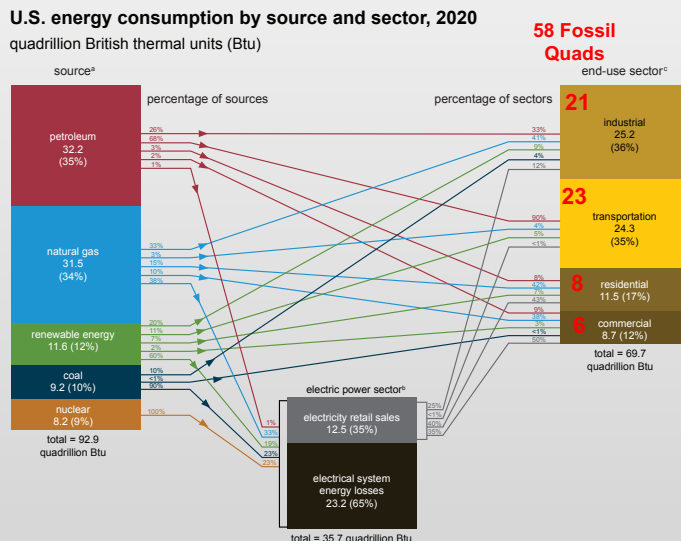 U.S. energy consumption by source and sector, 2020
quadrillion British thermal units (Btu)
58 Fossil
Quads
sourceᵃ
end-use sectorᶜ
percentage of sources
percentage of sectors
petroleum
32.2
(35%)
26%
68%
3%
2%
1%
natural gas
31.5
(34%)
33%
3%
15%
10%
38%
renewable energy
11.6 (12%)
20%
11%
7%
2%
60%
coal
9.2 (10%)
10%
<1%
90%
nuclear
8.2 (9%)
100%
total = 92.9
quadrillion Btu
electric power sectorᵇ
electricity retail sales
12.5 (35%)
electrical system
energy losses
23.2 (65%)
1%
33%
19%
23%
23%
25%
<1%
40%
35%
total = 35.7 quadrillion Btu
33%
41%
9%
4%
12%
21
industrial
25.2
(36%)
90%
4%
5%
<1%
23
transportation
24.3
(35%)
8%
42%
7%
43%
8
residential
11.5 (17%)
9%
38%
3%
<1%
50%
6
commercial
8.7 (12%)
total = 69.7
quadrillion Btu